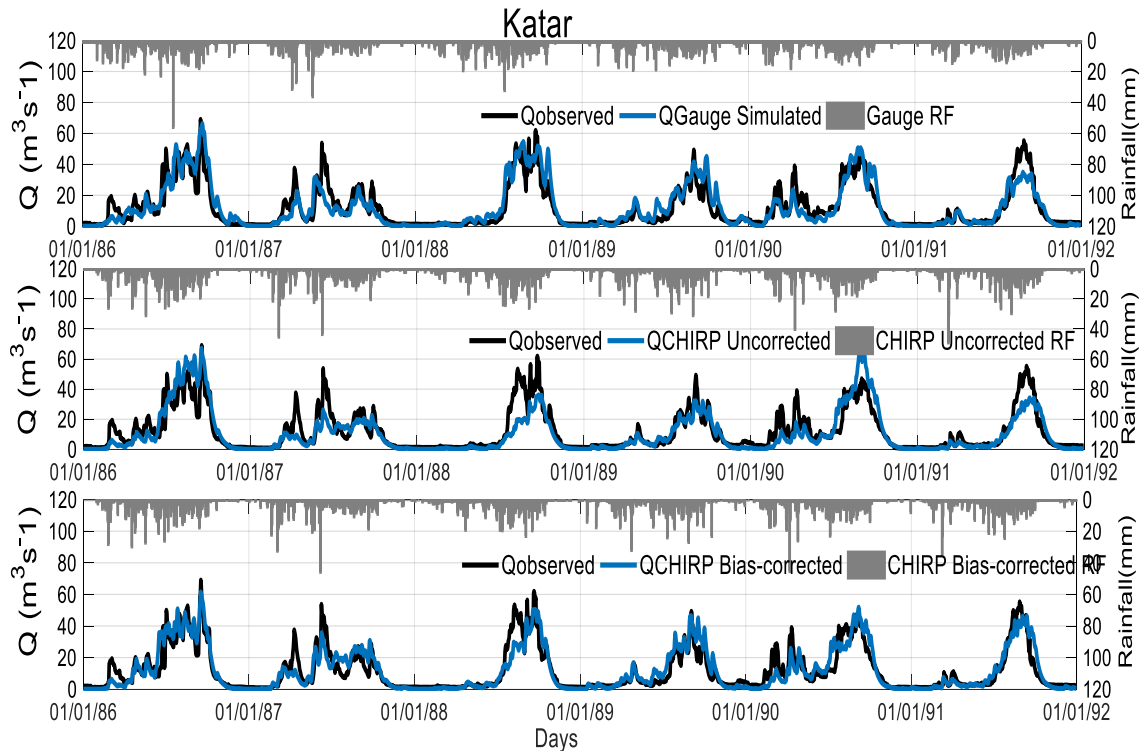 Katar
120 0
100 20
80 40
60 60
40 80
20 100
0 120
Q (m³s⁻1)
Rainfall(mm)
Qobserved QGauge Simulated Gauge RF
01/01/86 01/01/87 01/01/88 01/01/89 01/01/90 01/01/91 01/01/92
120 0
100 20
80 40
60 60
40 80
20 100
0 120
Q (m³s⁻1)
Rainfall(mm)
Qobserved QCHIRP Uncorrected CHIRP Uncorrected RF
01/01/86 01/01/87 01/01/88 01/01/89 01/01/90 01/01/91 01/01/92
120 0
100 20
80 40
60 60
40 80
20 100
0 120
Q (m³s⁻1)
Rainfall(mm)
Qobserved QCHIRP Bias-corrected CHIRP Bias-corrected RF
01/01/86 01/01/87 01/01/88 01/01/89 01/01/90 01/01/91 01/01/92
Days